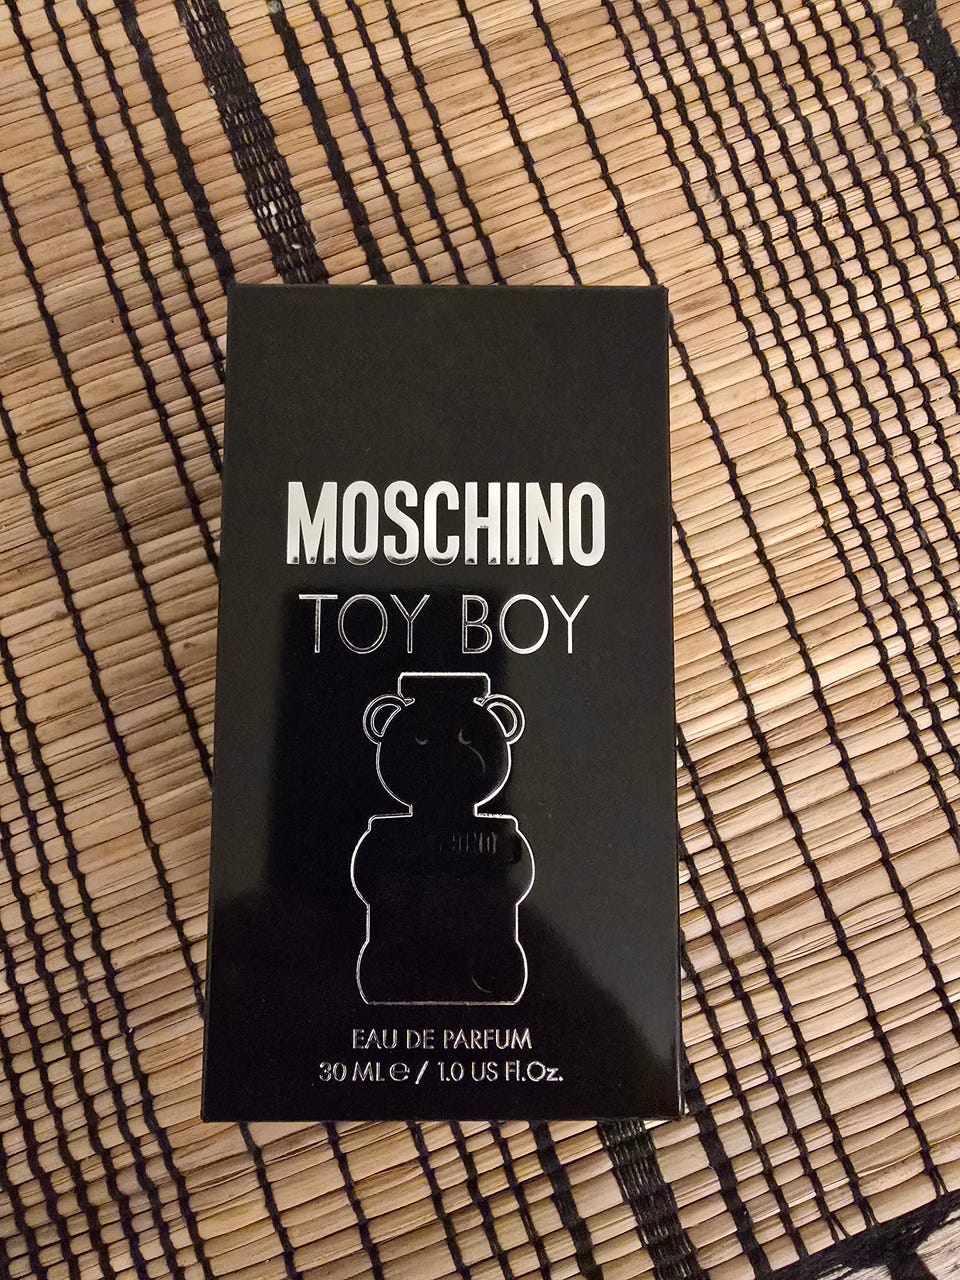 MOSCHINO
TOY BOY
EAU DE PARFUM
30 ML ℮ / 1.0 US Fl.Oz.